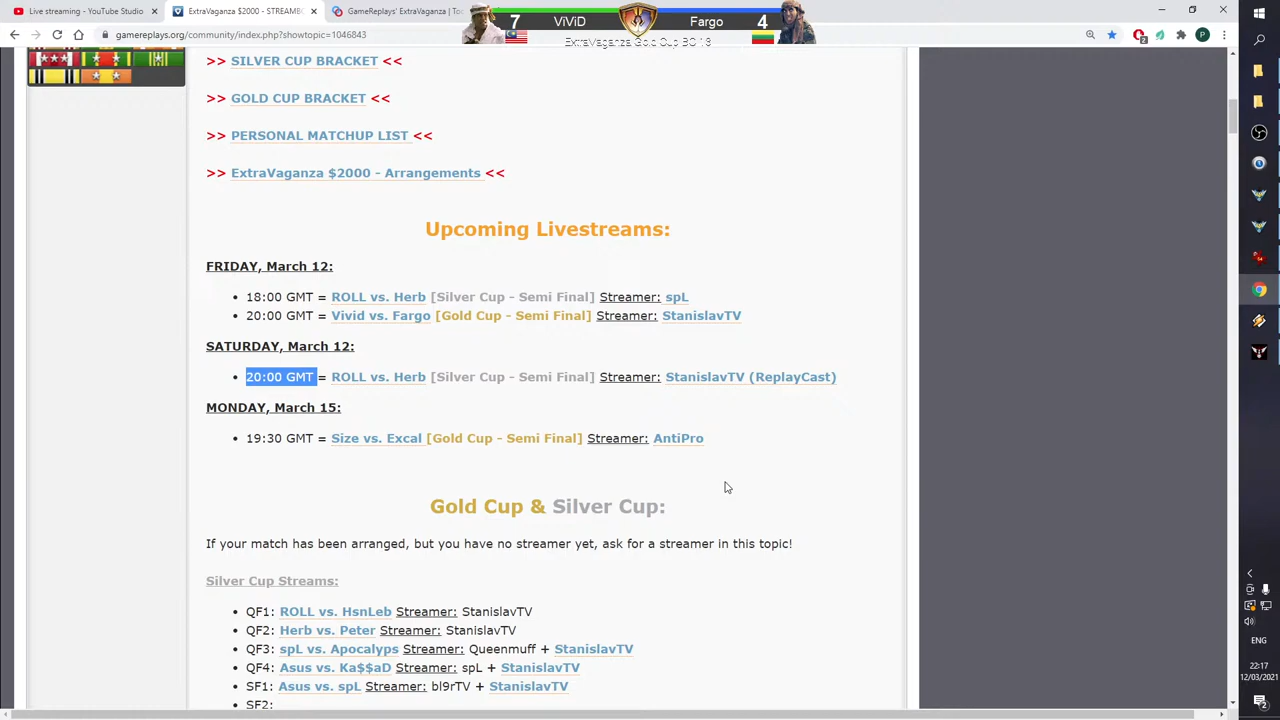 Live streaming - YouTube Studio
ExtraVaganza $2000 - STREAMBO
GameReplays' ExtraVaganza | Too
7 ViViD Fargo 4
ExtraVaganza Gold Cup BO 13
gamereplays.org/community/index.php?showtopic=1046843
>> SILVER CUP BRACKET <<
>> GOLD CUP BRACKET <<
>> PERSONAL MATCHUP LIST <<
>> ExtraVaganza $2000 - Arrangements <<
Upcoming Livestreams:
FRIDAY, March 12:
• 18:00 GMT = ROLL vs. Herb [Silver Cup - Semi Final] Streamer: spL
• 20:00 GMT = Vivid vs. Fargo [Gold Cup - Semi Final] Streamer: StanislavTV
SATURDAY, March 12:
• 20:00 GMT = ROLL vs. Herb [Silver Cup - Semi Final] Streamer: StanislavTV (ReplayCast)
MONDAY, March 15:
• 19:30 GMT = Size vs. Excal [Gold Cup - Semi Final] Streamer: AntiPro
Gold Cup & Silver Cup:
If your match has been arranged, but you have no streamer yet, ask for a streamer in this topic!
Silver Cup Streams:
• QF1: ROLL vs. HsnLeb Streamer: StanislavTV
• QF2: Herb vs. Peter Streamer: StanislavTV
• QF3: spL vs. Apocalyps Streamer: Queenmuff + StanislavTV
• QF4: Asus vs. Ka$$aD Streamer: spL + StanislavTV
• SF1: Asus vs. spL Streamer: bl9rTV + StanislavTV
• SF2:
ENG
22:17
12/03/2021